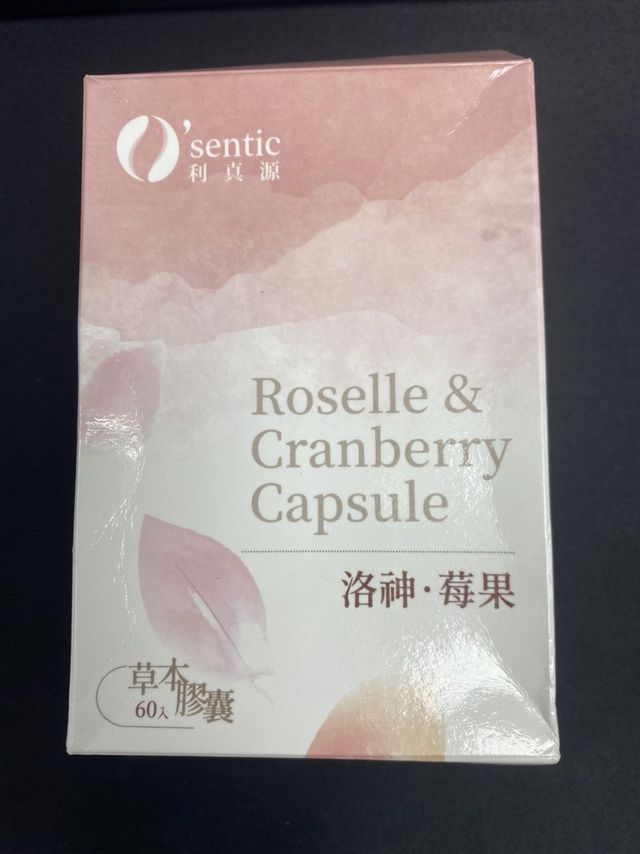 O'sentic
利真源
Roselle &
Cranberry
Capsule
洛神·莓果
草本膠囊
60入